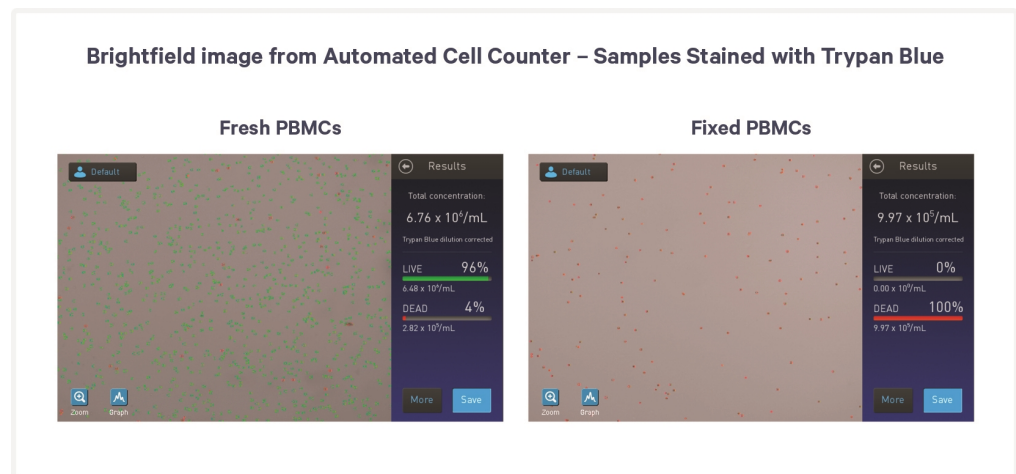 Brightfield image from Automated Cell Counter – Samples Stained with Trypan Blue
Fresh PBMCs
Default
Results
Total concentration:
6.76 x 10⁶/mL
Trypan Blue dilution corrected
LIVE 96%
6.48 x 10⁶/mL
DEAD 4%
2.82 x 10⁵/mL
Zoom
Graph
More
Save
Fixed PBMCs
Default
Results
Total concentration:
9.97 x 10⁵/mL
Trypan Blue dilution corrected
LIVE 0%
0.00 x 10⁰/mL
DEAD 100%
9.97 x 10⁵/mL
Zoom
Graph
More
Save